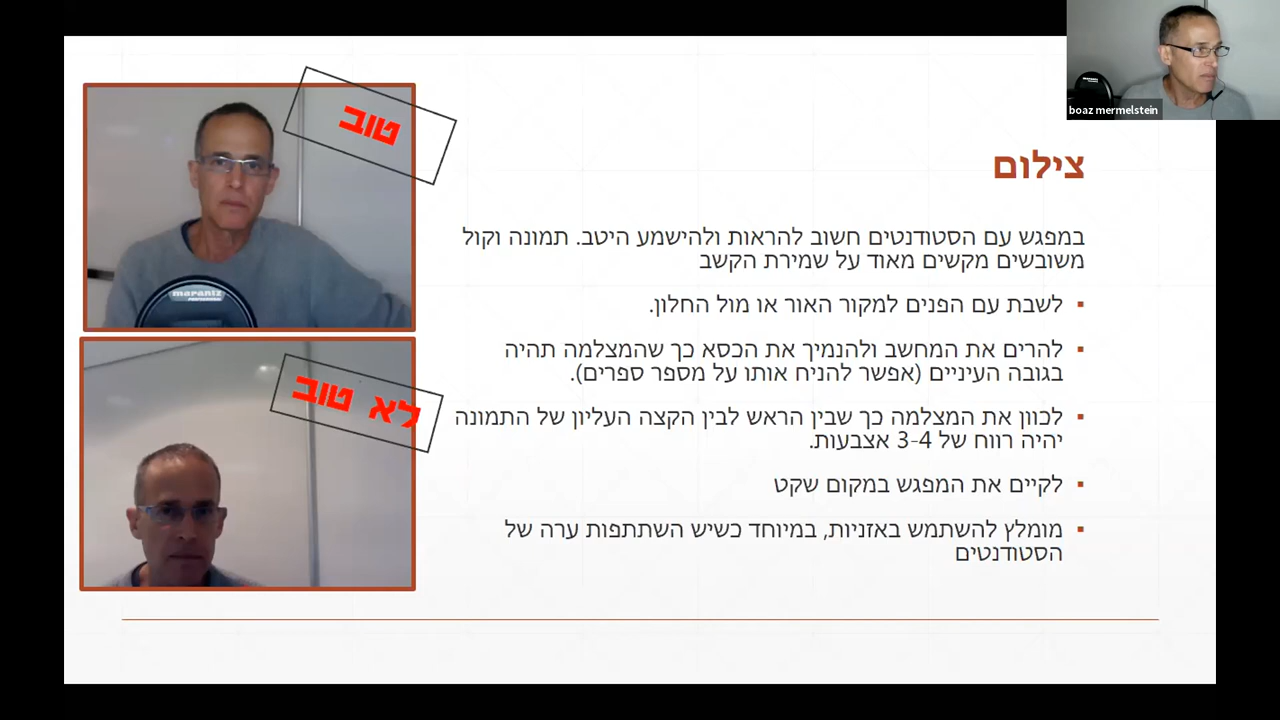 boaz mermelstein
marantz
PROFESSIONAL
טוב
לא טוב
צילום
במפגש עם הסטודנטים חשוב להראות ולהישמע היטב. תמונה וקול
משובשים מקשים מאוד על שמירת הקשב
▪ לשבת עם הפנים למקור האור או מול החלון.
▪ להרים את המחשב ולהנמיך את הכסא כך שהמצלמה תהיה
בגובה העיניים (אפשר להניח אותו על מספר ספרים).
▪ לכוון את המצלמה כך שבין הראש לבין הקצה העליון של התמונה
יהיה רווח של 3-4 אצבעות.
▪ לקיים את המפגש במקום שקט
▪ מומלץ להשתמש באזניות, במיוחד כשיש השתתפות ערה של
הסטודנטים